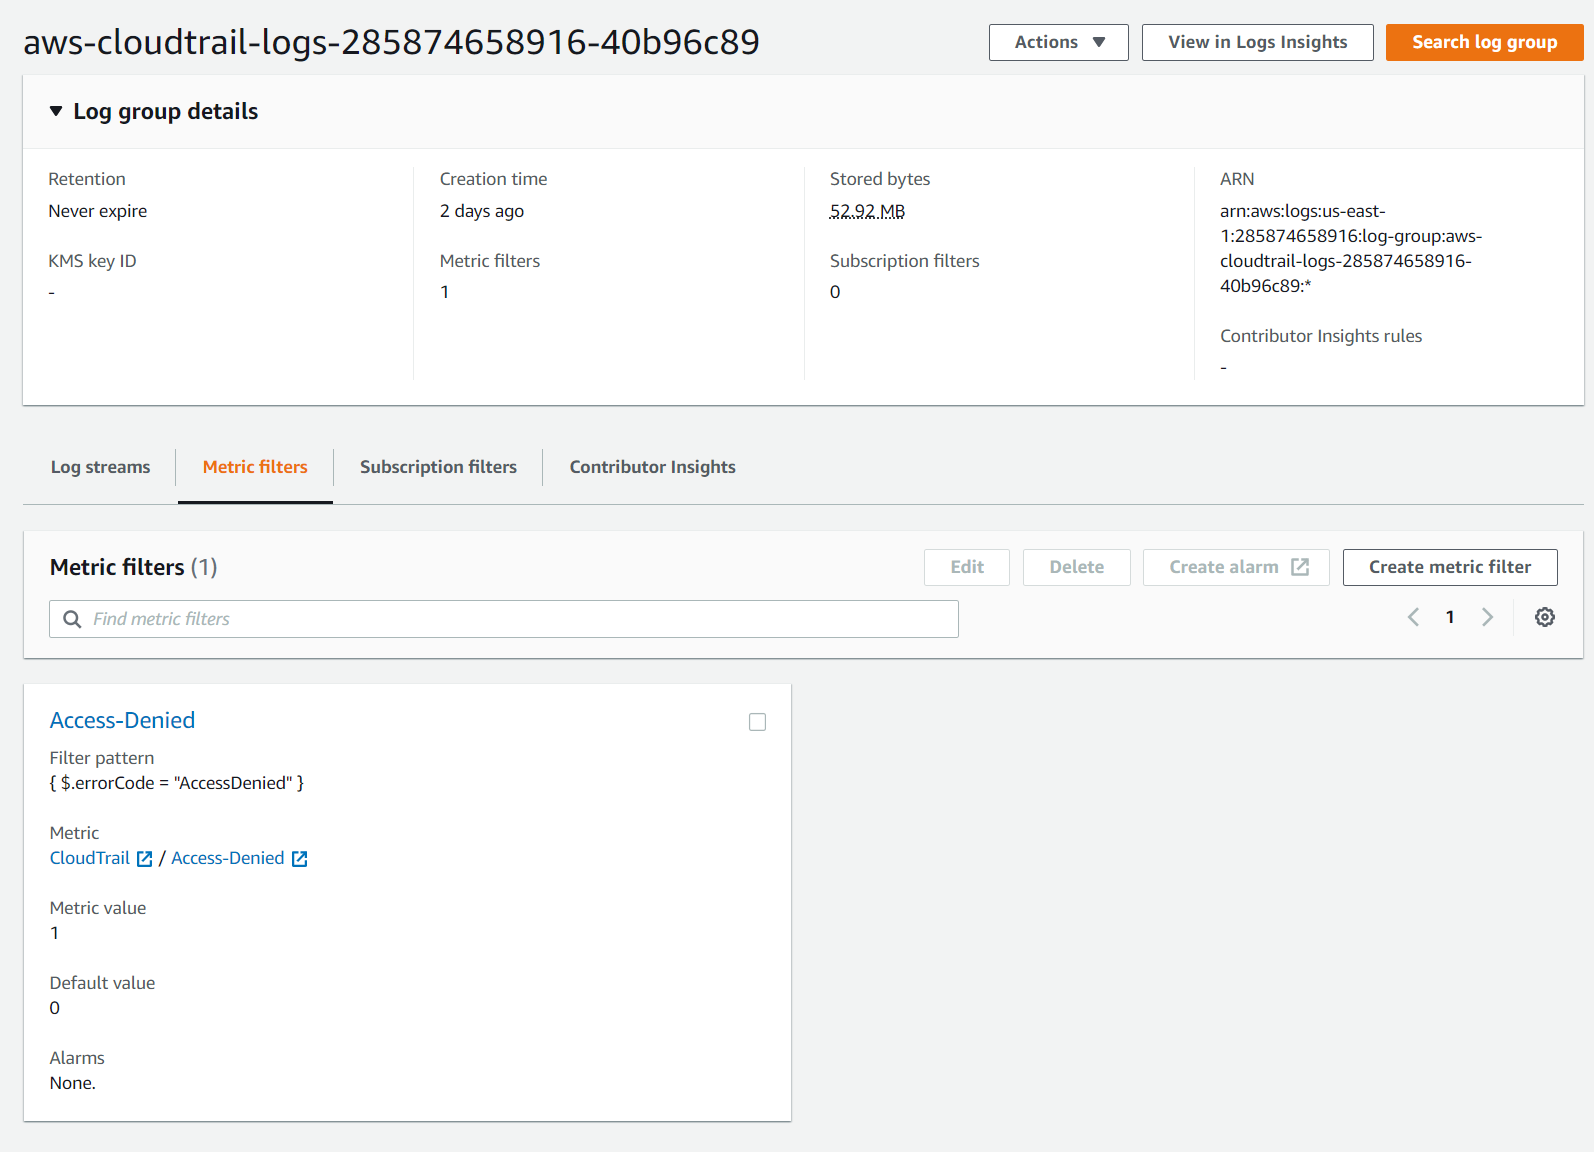 aws-cloudtrail-logs-285874658916-40b96c89
Actions
View in Logs Insights
Search log group
Log group details
Retention
Never expire
KMS key ID
-
Creation time
2 days ago
Metric filters
1
Stored bytes
52.92 MB
Subscription filters
0
ARN
arn:aws:logs:us-east-
1:285874658916:log-group:aws-
cloudtrail-logs-285874658916-
40b96c89:*
Contributor Insights rules
-
Log streams
Metric filters
Subscription filters
Contributor Insights
Metric filters (1)
Edit
Delete
Create alarm
Create metric filter
Find metric filters
1
Access-Denied
Filter pattern
{ $.errorCode = "AccessDenied" }
Metric
CloudTrail / Access-Denied
Metric value
1
Default value
0
Alarms
None.